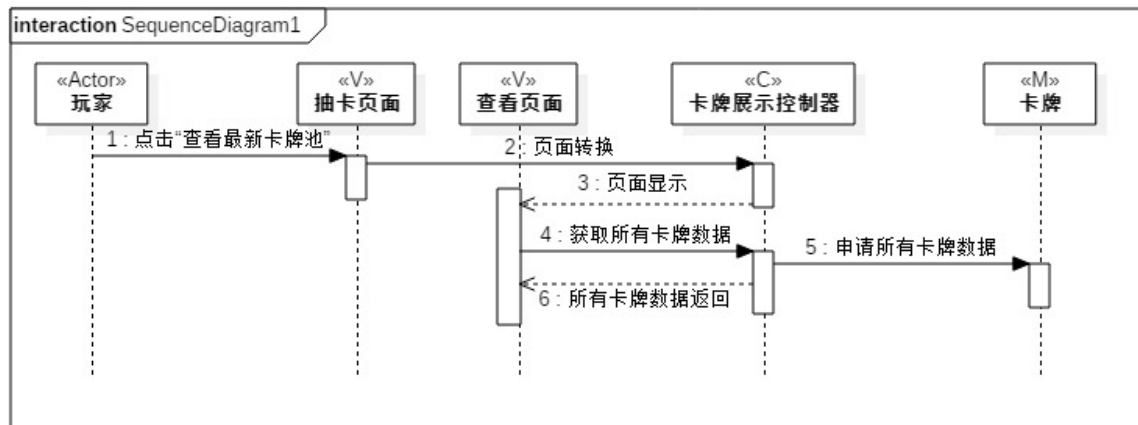 interaction SequenceDiagram1
«Actor»
玩家
«V»
抽卡页面
«V»
查看页面
«C»
卡牌展示控制器
«M»
卡牌
1 : 点击“查看最新卡牌池”
2 : 页面转换
3 : 页面显示
4 : 获取所有卡牌数据
5 : 申请所有卡牌数据
6 : 所有卡牌数据返回